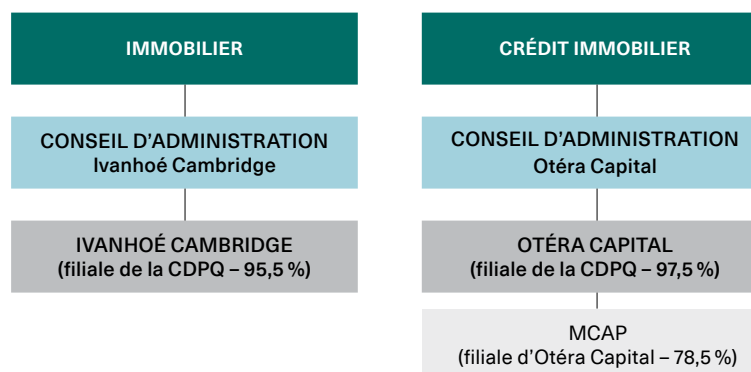 IMMOBILIER
CONSEIL D'ADMINISTRATION
Ivanhoé Cambridge
IVANHOÉ CAMBRIDGE
(filiale de la CDPQ – 95,5 %)
CRÉDIT IMMOBILIER
CONSEIL D'ADMINISTRATION
Otéra Capital
OTÉRA CAPITAL
(filiale de la CDPQ – 97,5 %)
MCAP
(filiale d'Otéra Capital – 78,5 %)